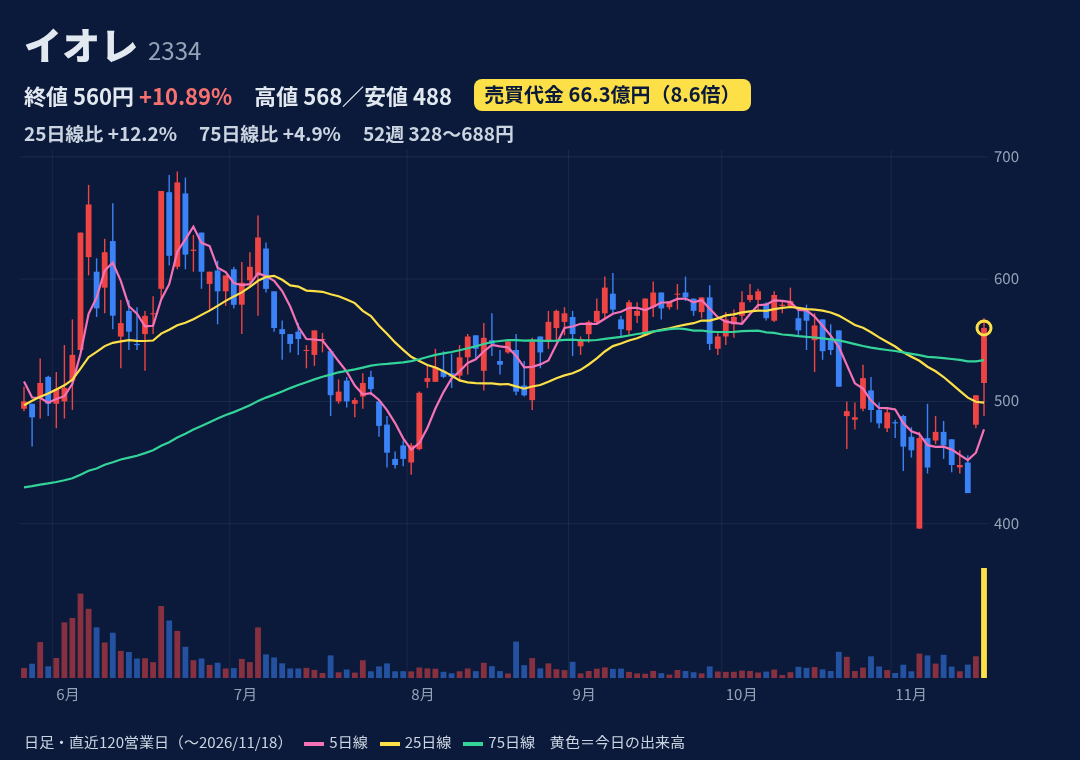 イオレ 2334
終値 560円 +10.89% 高値 568／安値 488 売買代金 66.3億円（8.6倍）
25日線比 +12.2% 75日線比 +4.9% 52週 328〜688円
700
600
500
400
6月 7月 8月 9月 10月 11月
日足・直近120営業日（〜2026/11/18） 5日線 25日線 75日線 黄色＝今日の出来高